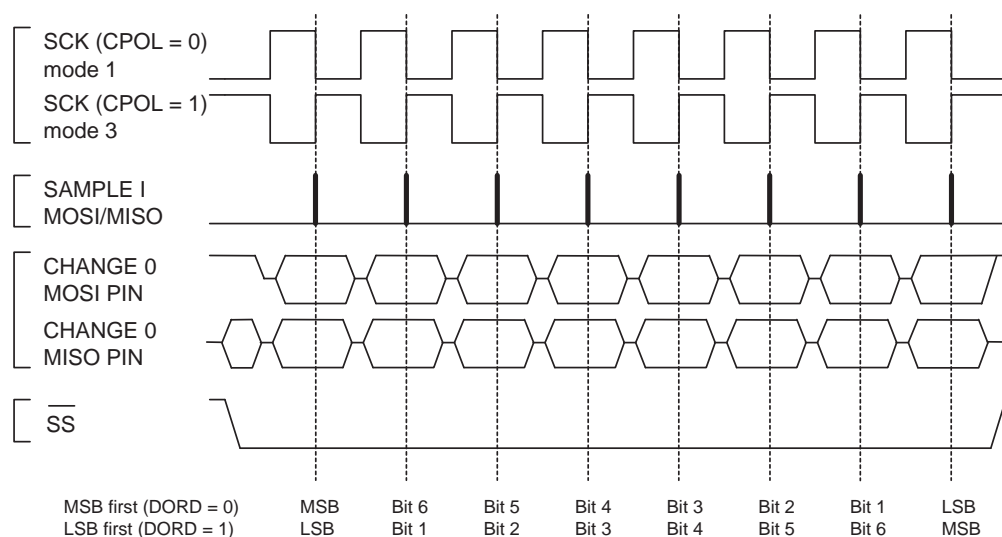 SCK (CPOL = 0)
mode 1
SCK (CPOL = 1)
mode 3
SAMPLE I
MOSI/MISO
CHANGE 0
MOSI PIN
CHANGE 0
MISO PIN
SS
MSB first (DORD = 0) MSB Bit 6 Bit 5 Bit 4 Bit 3 Bit 2 Bit 1 LSB
LSB first (DORD = 1) LSB Bit 1 Bit 2 Bit 3 Bit 4 Bit 5 Bit 6 MSB